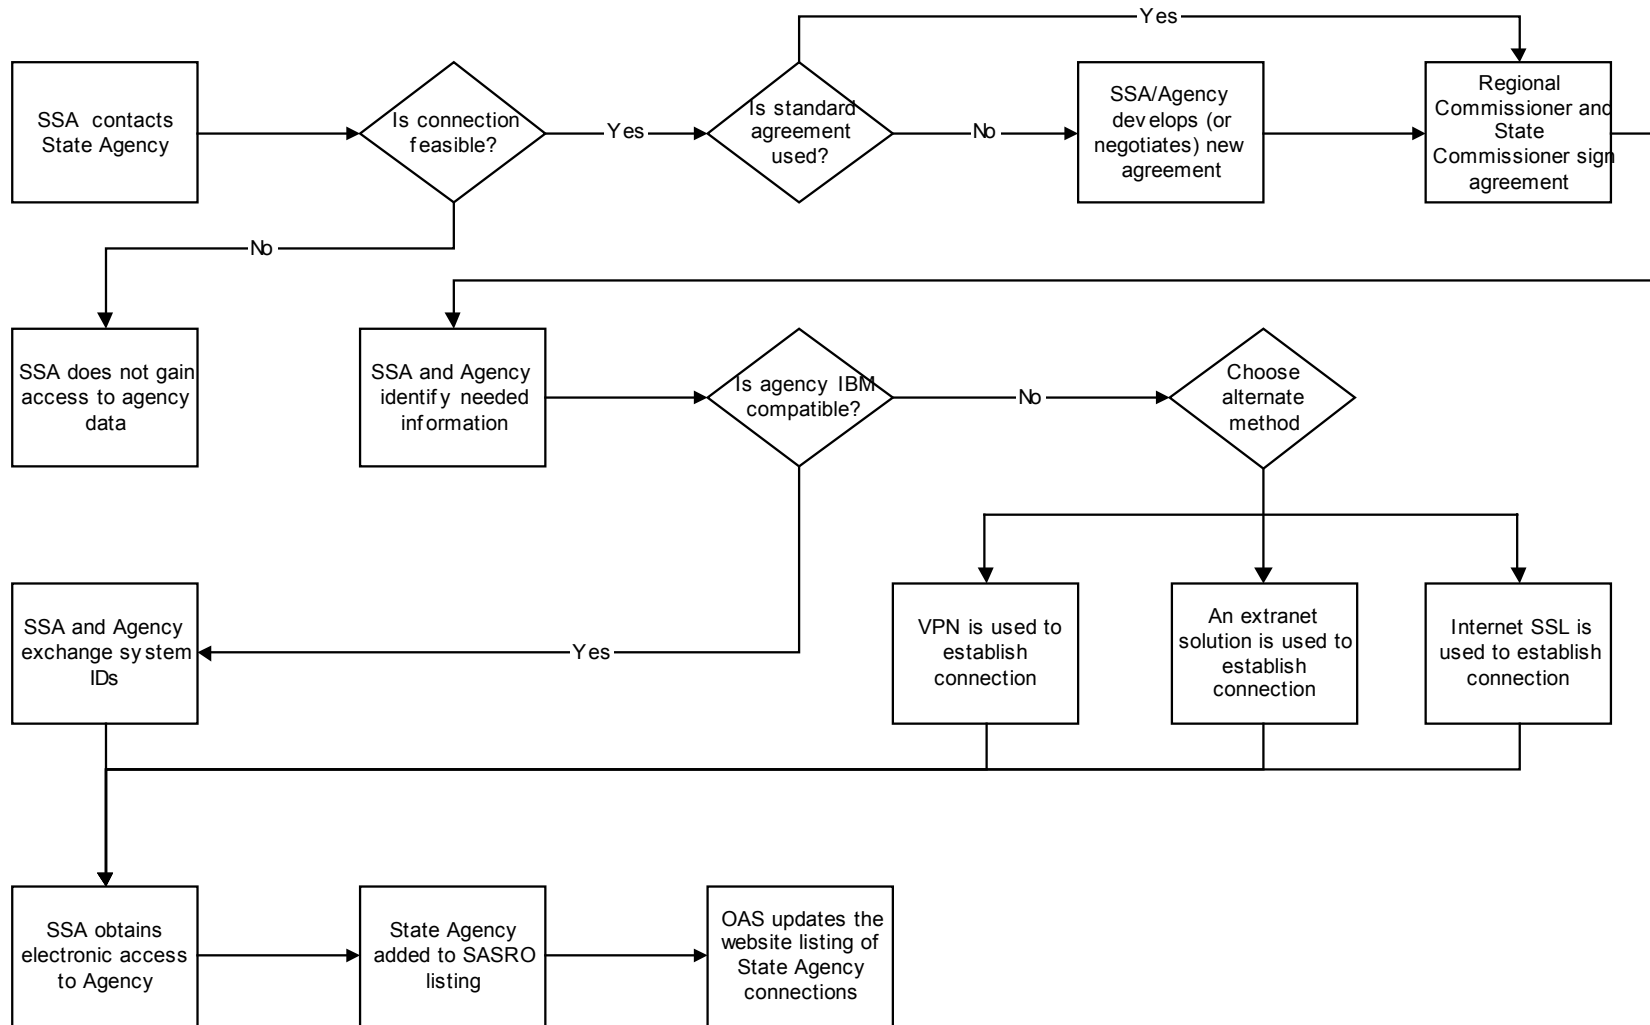 Yes
SSA contacts
State Agency
Is connection
feasible?
Yes
Is standard
agreement
used?
No
SSA/Agency
develops (or
negotiates) new
agreement
Regional
Commissioner and
State
Commissioner sign
agreement
No
SSA does not gain
access to agency
data
SSA and Agency
identify needed
information
Is agency IBM
compatible?
No
Choose
alternate
method
SSA and Agency
exchange system
IDs
Yes
VPN is used to
establish
connection
An extranet
solution is used to
establish
connection
Internet SSL is
used to establish
connection
SSA obtains
electronic access
to Agency
State Agency
added to SASRO
listing
OAS updates the
website listing of
State Agency
connections